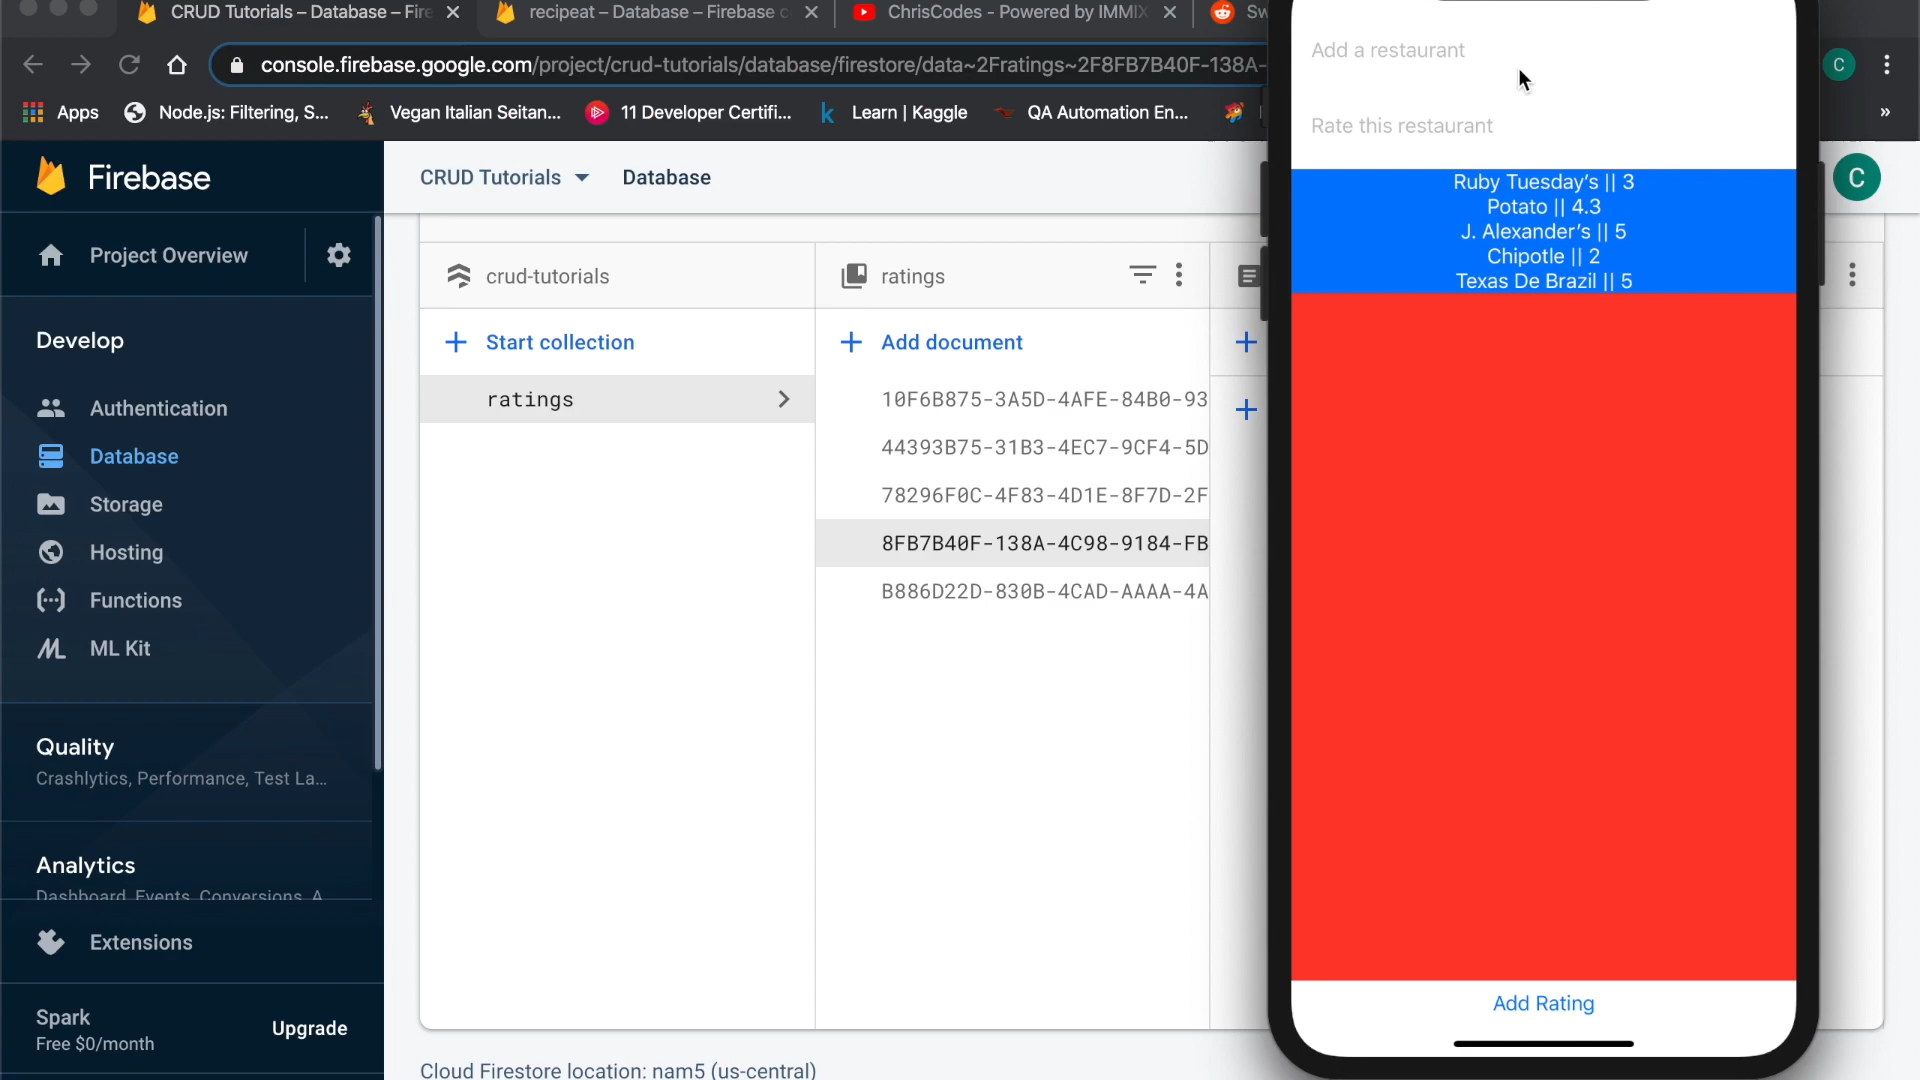 CRUD Tutorials – Database – Fire
recipeat – Database – Firebase c
ChrisCodes - Powered by IMMIX
Sw
console.firebase.google.com/project/crud-tutorials/database/firestore/data~2Fratings~2F8FB7B40F-138A-
C
Apps
Node.js: Filtering, S...
Vegan Italian Seitan...
11 Developer Certifi...
Learn | Kaggle
QA Automation En...
»
Firebase
CRUD Tutorials
Database
C
Project Overview
Develop
Authentication
Database
Storage
Hosting
Functions
ML Kit
Quality
Crashlytics, Performance, Test La...
Analytics
Dashboard, Events, Conversions, A
Extensions
Spark
Free $0/month
Upgrade
crud-tutorials
Start collection
ratings
ratings
Add document
10F6B875-3A5D-4AFE-84B0-93
44393B75-31B3-4EC7-9CF4-5D
78296F0C-4F83-4D1E-8F7D-2F
8FB7B40F-138A-4C98-9184-FB
B886D22D-830B-4CAD-AAAA-4A
Cloud Firestore location: nam5 (us-central)
Add a restaurant
Rate this restaurant
Ruby Tuesday’s || 3
Potato || 4.3
J. Alexander’s || 5
Chipotle || 2
Texas De Brazil || 5
Add Rating